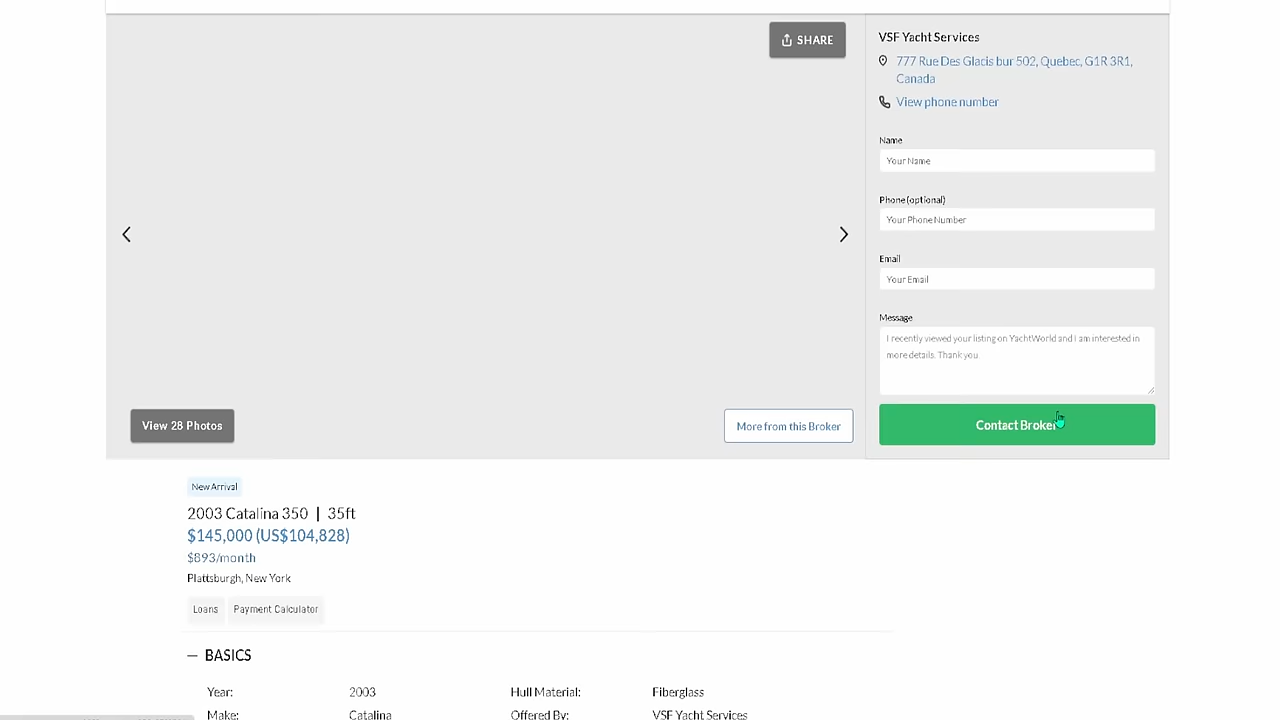 SHARE
VSF Yacht Services
777 Rue Des Glacis bur 502, Quebec, G1R 3R1,
Canada
View phone number
Name
Your Name
Phone (optional)
Your Phone Number
Email
Your Email
Message
I recently viewed your listing on YachtWorld and I am interested in
more details. Thank you
View 28 Photos
More from this Broker
Contact Broker
New Arrival
2003 Catalina 350 | 35ft
$145,000 (US$104,828)
$893/month
Plattsburgh, New York
Loans
Payment Calculator
— BASICS
Year: 2003 Hull Material: Fiberglass
Make: Catalina Offered By: VSF Yacht Services